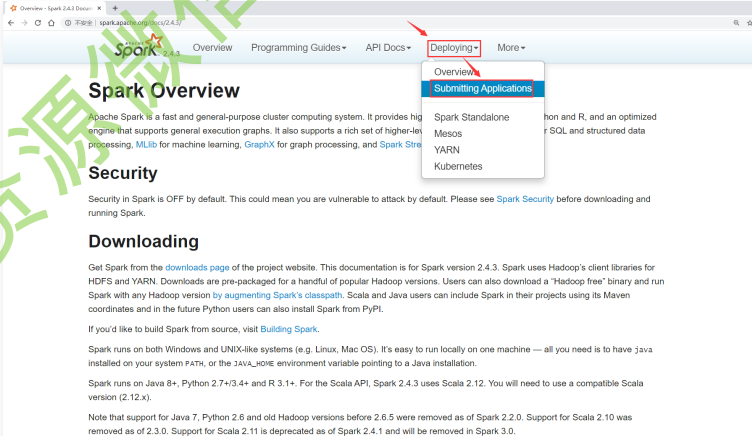 Overview - Spark 2.4.3 Docum
不安全 | spark.apache.org/docs/2.4.3/
APACHE Spark 2.4.3 Overview Programming Guides API Docs Deploying More
Overview
Submitting Applications
Spark Standalone
Mesos
YARN
Kubernetes
Spark Overview
Apache Spark is a fast and general-purpose cluster computing system. It provides hig hon and R, and an optimized
engine that supports general execution graphs. It also supports a rich set of higher-lev r SQL and structured data
processing, MLlib for machine learning, GraphX for graph processing, and Spark Stre
Security
Security in Spark is OFF by default. This could mean you are vulnerable to attack by default. Please see Spark Security before downloading and
running Spark.
Downloading
Get Spark from the downloads page of the project website. This documentation is for Spark version 2.4.3. Spark uses Hadoop's client libraries for
HDFS and YARN. Downloads are pre-packaged for a handful of popular Hadoop versions. Users can also download a “Hadoop free” binary and run
Spark with any Hadoop version by augmenting Spark's classpath. Scala and Java users can include Spark in their projects using its Maven
coordinates and in the future Python users can also install Spark from PyPI.
If you'd like to build Spark from source, visit Building Spark.
Spark runs on both Windows and UNIX-like systems (e.g. Linux, Mac OS). It's easy to run locally on one machine — all you need is to have java
installed on your system PATH, or the JAVA_HOME environment variable pointing to a Java installation.
Spark runs on Java 8+, Python 2.7+/3.4+ and R 3.1+. For the Scala API, Spark 2.4.3 uses Scala 2.12. You will need to use a compatible Scala
version (2.12.x).
Note that support for Java 7, Python 2.6 and old Hadoop versions before 2.6.5 were removed as of Spark 2.2.0. Support for Scala 2.10 was
removed as of 2.3.0. Support for Scala 2.11 is deprecated as of Spark 2.4.1 and will be removed in Spark 3.0.
资源微信